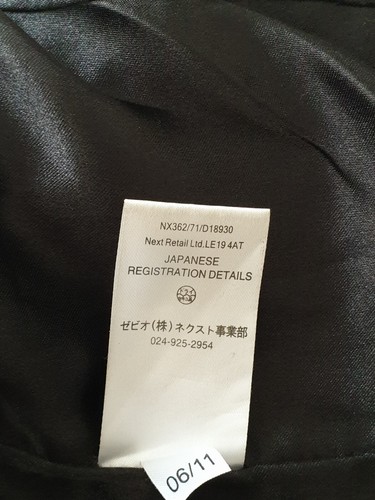 NX362/71/D18930
Next Retail Ltd.LE19 4AT
JAPANESE
REGISTRATION DETAILS
ゼビオ(株)ネクスト事業部
024-925-2954
06/11